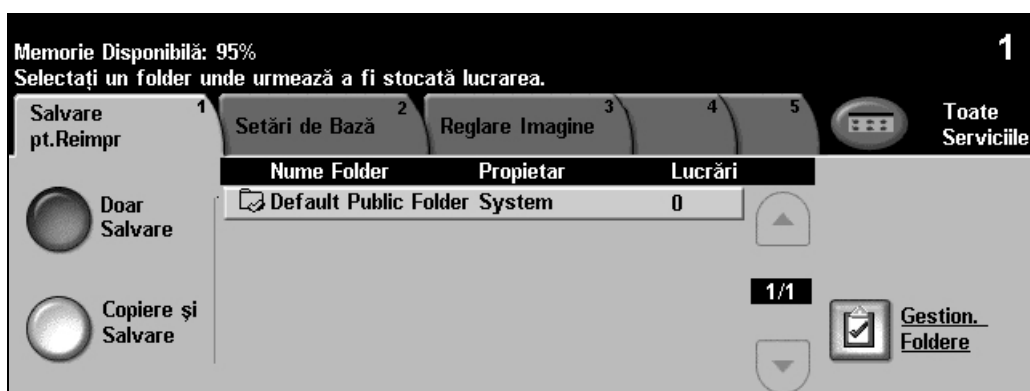 1
Memorie Disponibilă: 95%
Selectați un folder unde urmează a fi stocată lucrarea.
Salvare pt.Reimpr 1
Setări de Bază 2
Reglare Imagine 3
4
5
Toate Serviciile
Nume Folder Propietar Lucrări
Default Public Folder System 0
Doar
Salvare
Copiere şi
Salvare
1/1
Gestion.
Foldere